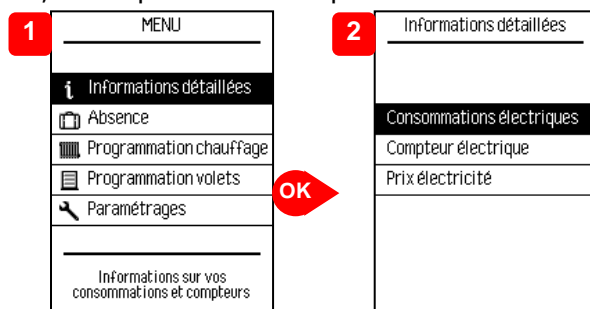 1
MENU
Informations détaillées
Absence
Programmation chauffage
Programmation volets
Paramétrages
Informations sur vos
consommations et compteurs
OK
2
Informations détaillées
Consommations électriques
Compteur électrique
Prix électricité